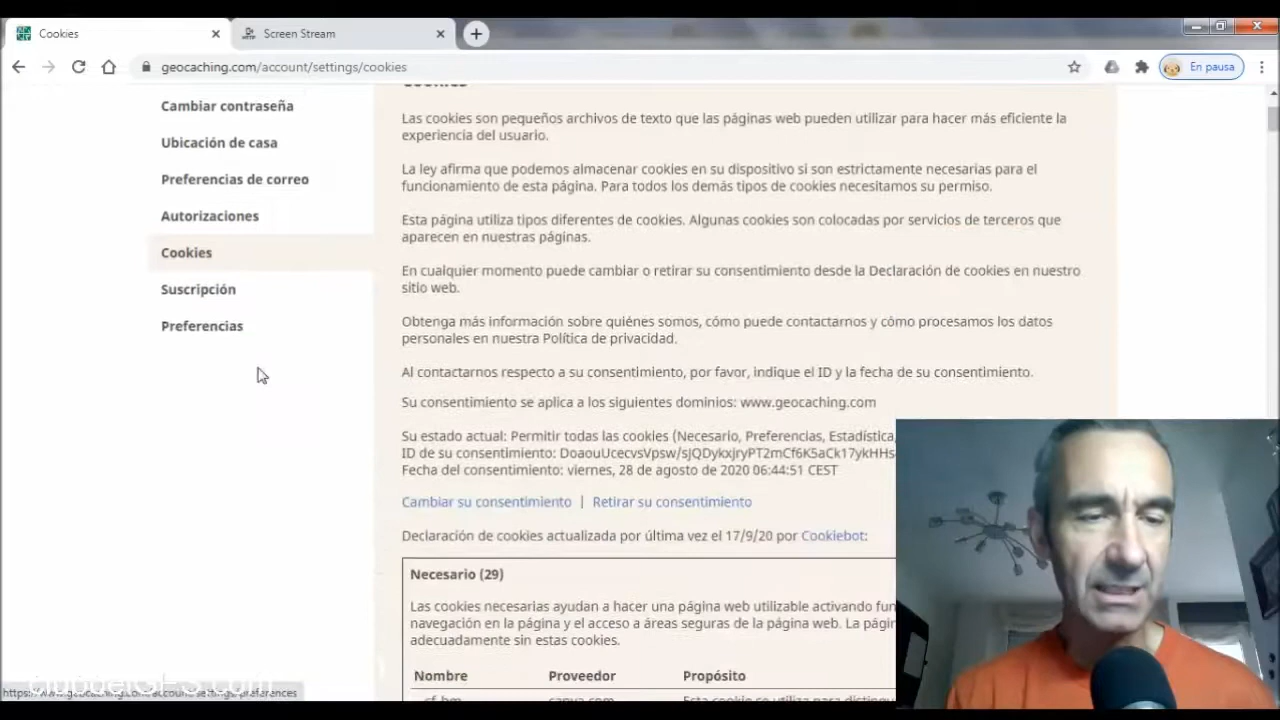 Cookies
Screen Stream
geocaching.com/account/settings/cookies
En pausa
Cambiar contraseña
Ubicación de casa
Preferencias de correo
Autorizaciones
Cookies
Suscripción
Preferencias
Cookies
Las cookies son pequeños archivos de texto que las páginas web pueden utilizar para hacer más eficiente la
experiencia del usuario.
La ley afirma que podemos almacenar cookies en su dispositivo si son estrictamente necesarias para el
funcionamiento de esta página. Para todos los demás tipos de cookies necesitamos su permiso.
Esta página utiliza tipos diferentes de cookies. Algunas cookies son colocadas por servicios de terceros que
aparecen en nuestras páginas.
En cualquier momento puede cambiar o retirar su consentimiento desde la Declaración de cookies en nuestro
sitio web.
Obtenga más información sobre quiénes somos, cómo puede contactarnos y cómo procesamos los datos
personales en nuestra Política de privacidad.
Al contactarnos respecto a su consentimiento, por favor, indique el ID y la fecha de su consentimiento.
Su consentimiento se aplica a los siguientes dominios: www.geocaching.com
Su estado actual: Permitir todas las cookies (Necesario, Preferencias, Estadística,
ID de su consentimiento: DoaouUcecvsVpsw/sJQDykxjryPT2mCf6K5aCk17ykHHs
Fecha del consentimiento: viernes, 28 de agosto de 2020 06:44:51 CEST
Cambiar su consentimiento | Retirar su consentimiento
Declaración de cookies actualizada por última vez el 17/9/20 por Cookiebot:
Necesario (29)
Las cookies necesarias ayudan a hacer una página web utilizable activando fun
navegación en la página y el acceso a áreas seguras de la página web. La págin
adecuadamente sin estas cookies.
Nombre Proveedor Propósito
https://www.geocaching.com/account/settings/preferences